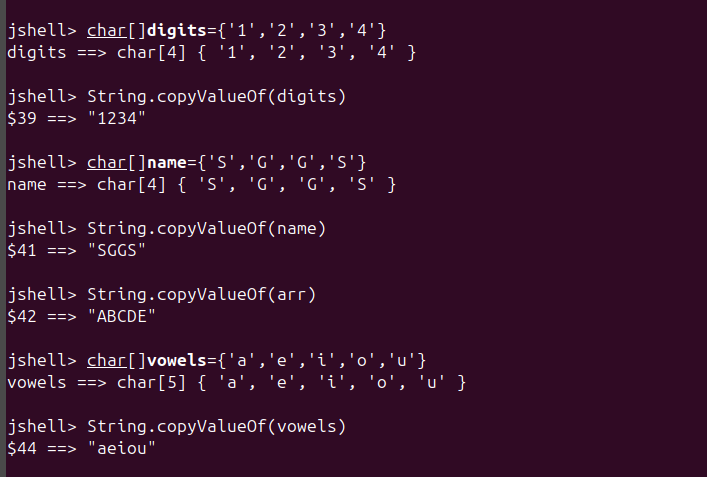 jshell> char[]digits={'1','2','3','4'}
digits ==> char[4] { '1', '2', '3', '4' }
jshell> String.copyValueOf(digits)
$39 ==> "1234"
jshell> char[]name={'S','G','G','S'}
name ==> char[4] { 'S', 'G', 'G', 'S' }
jshell> String.copyValueOf(name)
$41 ==> "SGGS"
jshell> String.copyValueOf(arr)
$42 ==> "ABCDE"
jshell> char[]vowels={'a','e','i','o','u'}
vowels ==> char[5] { 'a', 'e', 'i', 'o', 'u' }
jshell> String.copyValueOf(vowels)
$44 ==> "aeiou"